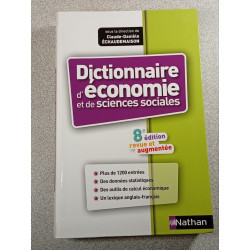 sous la direction de
Claude-Danièle
ÉCHAUDEMAISON
Dictionnaire
d'économie
et de sciences sociales
8e édition
revue et
augmentée
• Plus de 1200 entrées
• Des données statistiques
• Des outils de calcul économique
• Un lexique anglais-français
Nathan